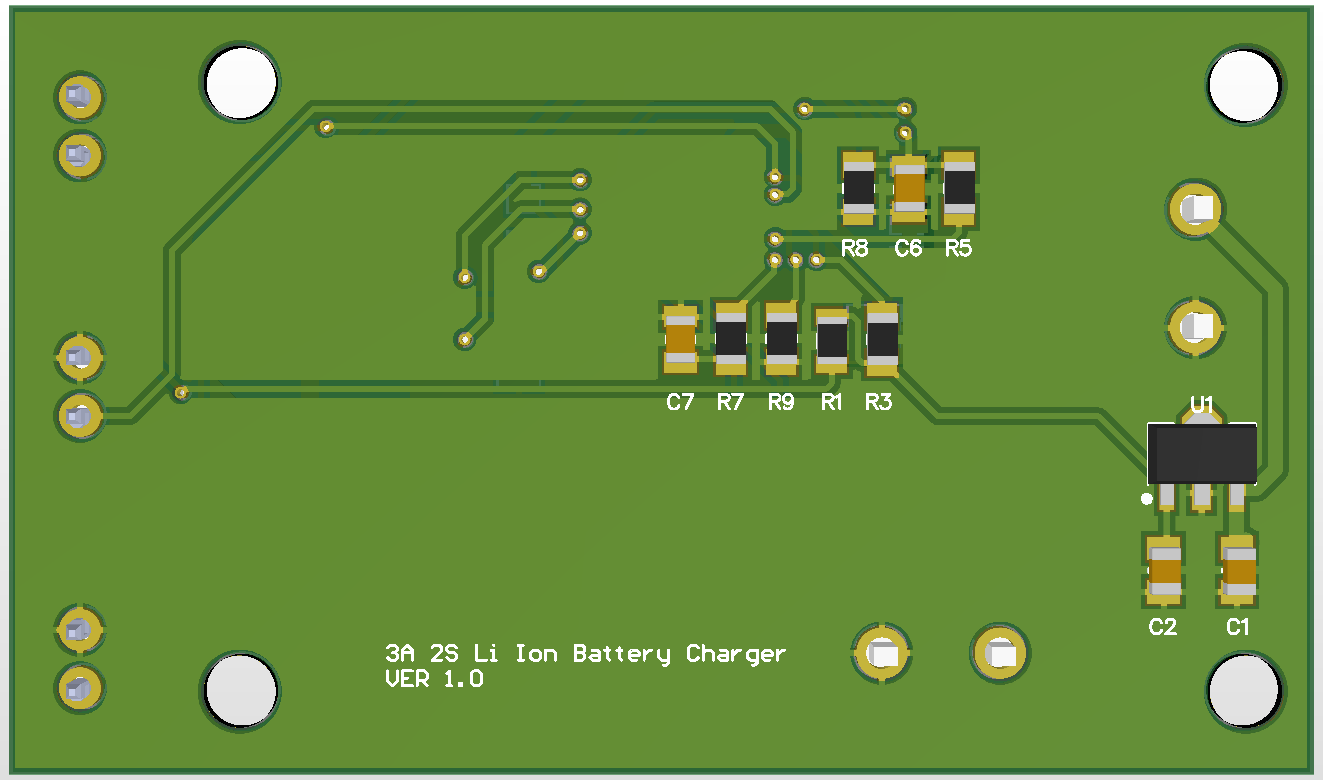 R8 C6 R5
C7 R7 R9 R1 R3
U1
C2 C1
3A 2S Li Ion Battery Charger
VER 1.0